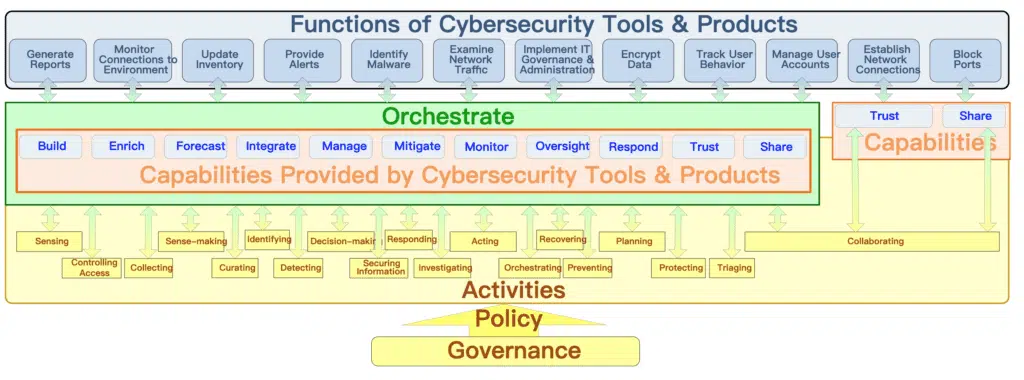 Functions of Cybersecurity Tools & Products
Generate
Reports
Monitor
Connections to
Environment
Update
Inventory
Provide
Alerts
Identify
Malware
Examine
Network
Traffic
Implement IT
Governance &
Administration
Encrypt
Data
Track User
Behavior
Manage User
Accounts
Establish
Network
Connections
Block
Ports
Orchestrate
Build
Enrich
Forecast
Integrate
Manage
Mitigate
Monitor
Oversight
Respond
Trust
Share
Capabilities Provided by Cybersecurity Tools & Products
Trust
Share
Capabilities
Sensing
Controlling
Access
Collecting
Sense-making
Curating
Identifying
Detecting
Decision-making
Securing
Information
Responding
Investigating
Acting
Orchestrating
Recovering
Preventing
Planning
Protecting
Triaging
Collaborating
Activities
Policy
Governance